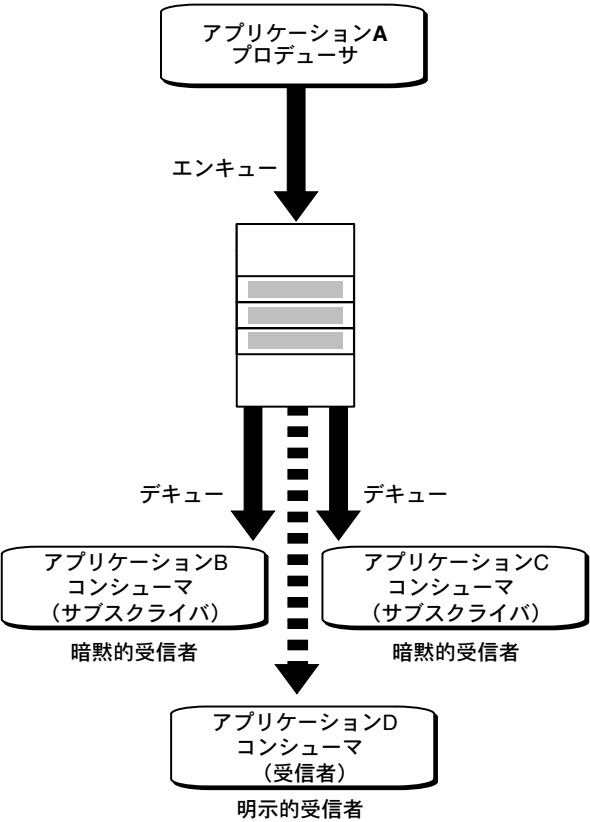 アプリケーションA
プロデューサ
エンキュー
デキュー
デキュー
アプリケーションB
コンシューマ
（サブスクライバ）
暗黙的受信者
アプリケーションC
コンシューマ
（サブスクライバ）
暗黙的受信者
アプリケーションD
コンシューマ
（受信者）
明示的受信者